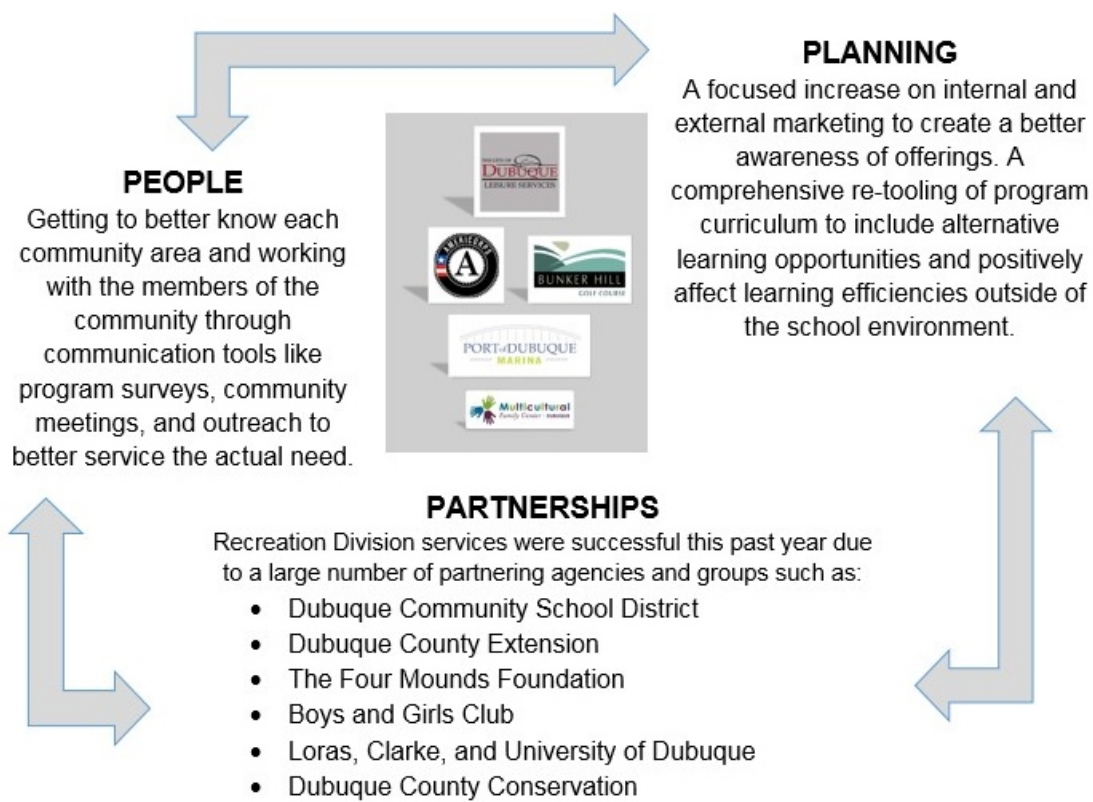 PEOPLE
Getting to better know each
community area and working
with the members of the
community through
communication tools like
program surveys, community
meetings, and outreach to
better service the actual need.
THE CITY OF
DUBUQUE
LEISURE SERVICES
AMERICORPS
A
BUNKER HILL
GOLF COURSE
PORT of DUBUQUE
MARINA
Multicultural
Family Center · DUBUQUE
PLANNING
A focused increase on internal and
external marketing to create a better
awareness of offerings. A
comprehensive re-tooling of program
curriculum to include alternative
learning opportunities and positively
affect learning efficiencies outside of
the school environment.
PARTNERSHIPS
Recreation Division services were successful this past year due
to a large number of partnering agencies and groups such as:
• Dubuque Community School District
• Dubuque County Extension
• The Four Mounds Foundation
• Boys and Girls Club
• Loras, Clarke, and University of Dubuque
• Dubuque County Conservation